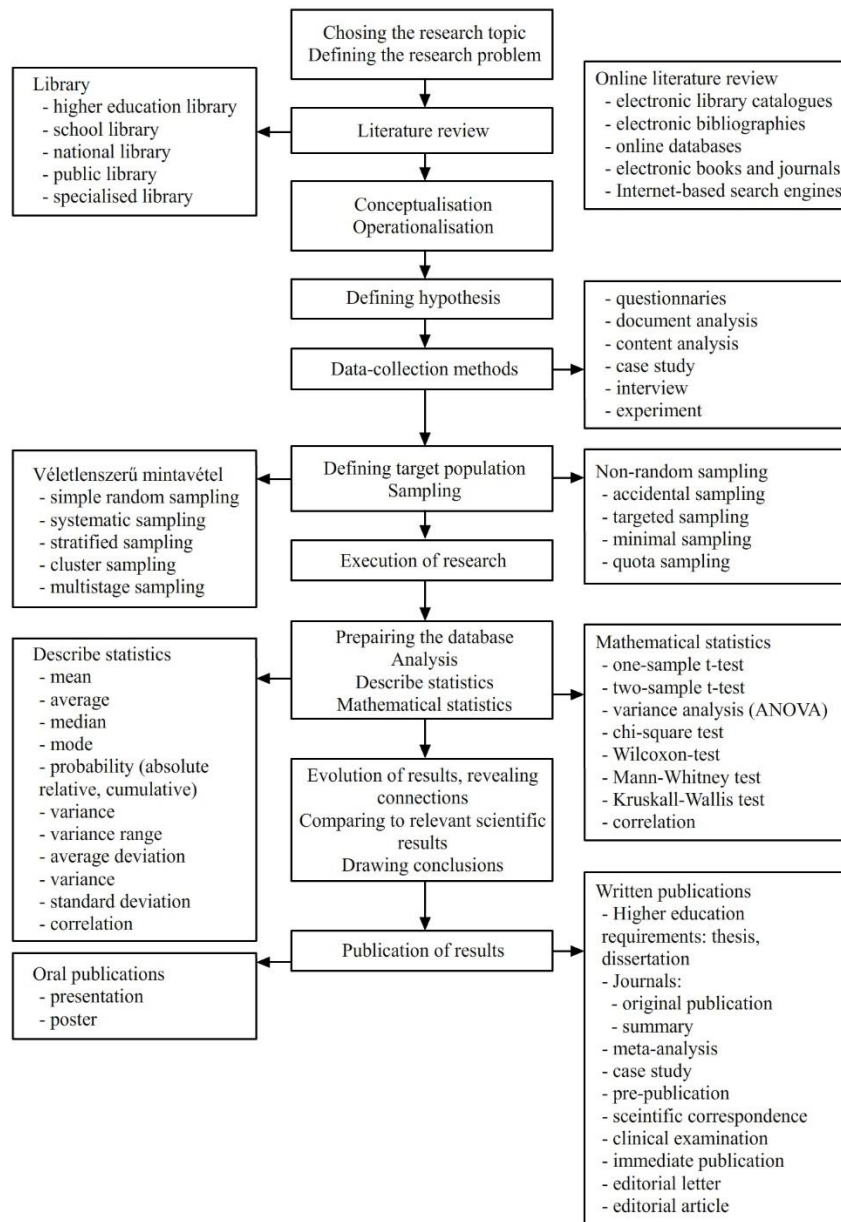 Chosing the research topic
Defining the research problem
Library
- higher education library
- school library
- national library
- public library
- specialised library
Literature review
Online literature review
- electronic library catalogues
- electronic bibliographies
- online databases
- electronic books and journals
- Internet-based search engines
Conceptualisation
Operationalisation
Defining hypothesis
Data-collection methods
- questionnaries
- document analysis
- content analysis
- case study
- interview
- experiment
Véletlenszerű mintavétel
- simple random sampling
- systematic sampling
- stratified sampling
- cluster sampling
- multistage sampling
Defining target population
Sampling
Non-random sampling
- accidental sampling
- targeted sampling
- minimal sampling
- quota sampling
Execution of research
Prepairing the database
Analysis
Describe statistics
Mathematical statistics
Describe statistics
- mean
- average
- median
- mode
- probability (absolute
relative, cumulative)
- variance
- variance range
- average deviation
- variance
- standard deviation
- correlation
Mathematical statistics
- one-sample t-test
- two-sample t-test
- variance analysis (ANOVA)
- chi-square test
- Wilcoxon-test
- Mann-Whitney test
- Kruskall-Wallis test
- correlation
Evolution of results, revealing
connections
Comparing to relevant scientific
results
Drawing conclusions
Publication of results
Oral publications
- presentation
- poster
Written publications
- Higher education
requirements: thesis,
dissertation
- Journals:
- original publication
- summary
- meta-analysis
- case study
- pre-publication
- sceintific correspondence
- clinical examination
- immediate publication
- editorial letter
- editorial article